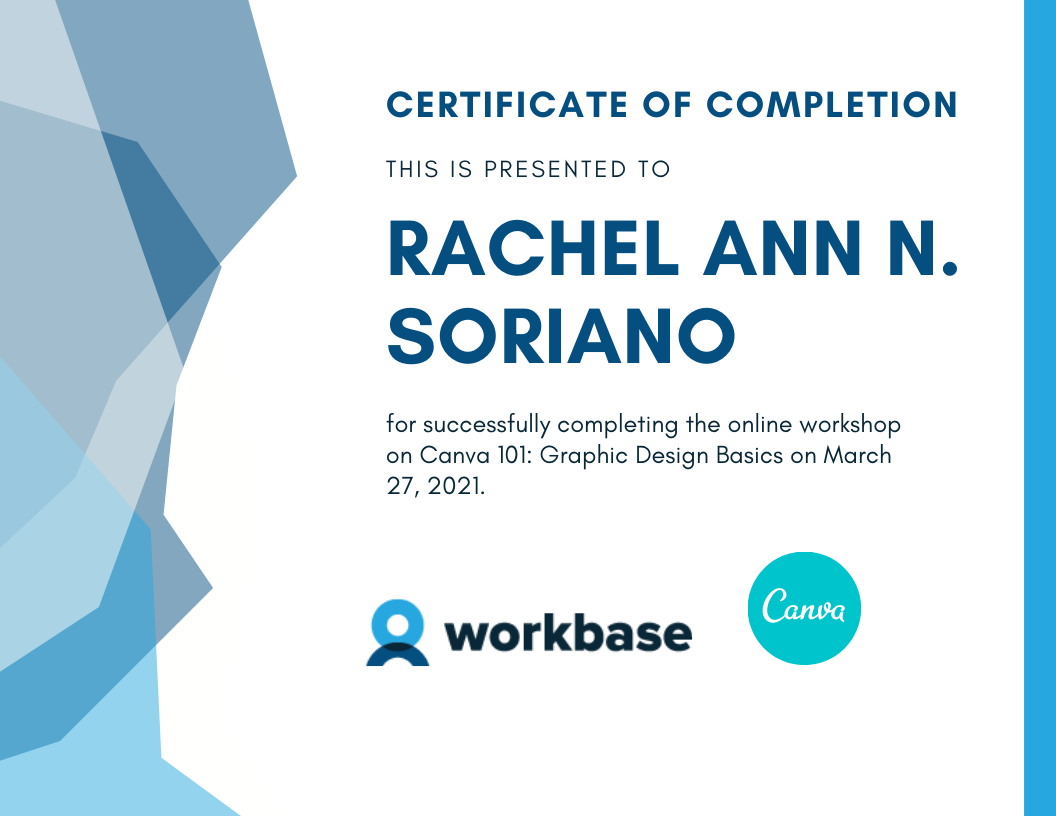 CERTIFICATE OF COMPLETION
THIS IS PRESENTED TO
RACHEL ANN N.
SORIANO
for successfully completing the online workshop
on Canva 101: Graphic Design Basics on March
27, 2021.
workbase
Canva